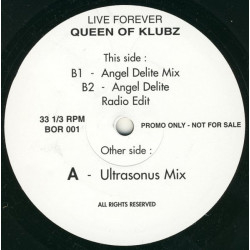 LIVE FOREVER
QUEEN OF KLUBZ
This side :
B1 - Angel Delite Mix
B2 - Angel Delite
Radio Edit
33 1/3 RPM
BOR 001
PROMO ONLY - NOT FOR SALE
Other side :
A - Ultrasonus Mix
ALL RIGHTS RESERVED